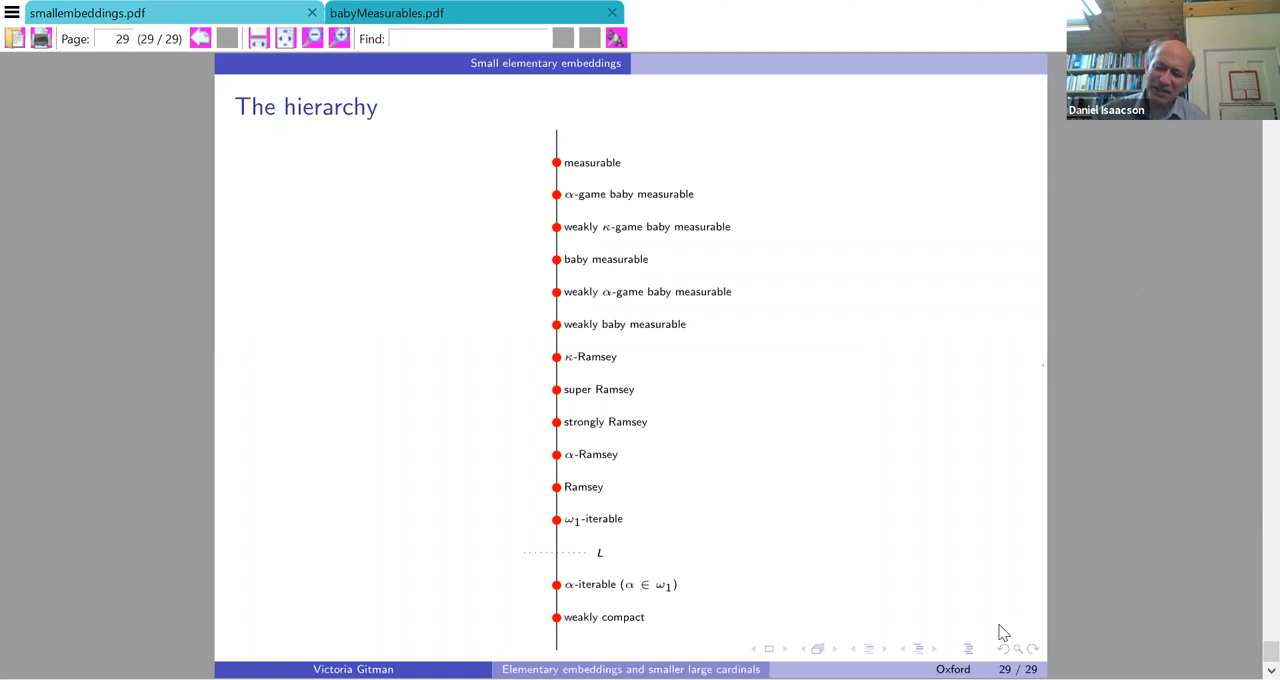 smallembeddings.pdf
babyMeasurables.pdf
Page: 29 (29 / 29)
Find:
Small elementary embeddings
Daniel Isaacson
The hierarchy
measurable
α-game baby measurable
weakly κ-game baby measurable
baby measurable
weakly α-game baby measurable
weakly baby measurable
κ-Ramsey
super Ramsey
strongly Ramsey
α-Ramsey
Ramsey
ω₁-iterable
L
α-iterable (α ∈ ω₁)
weakly compact
Victoria Gitman
Elementary embeddings and smaller large cardinals
Oxford
29 / 29